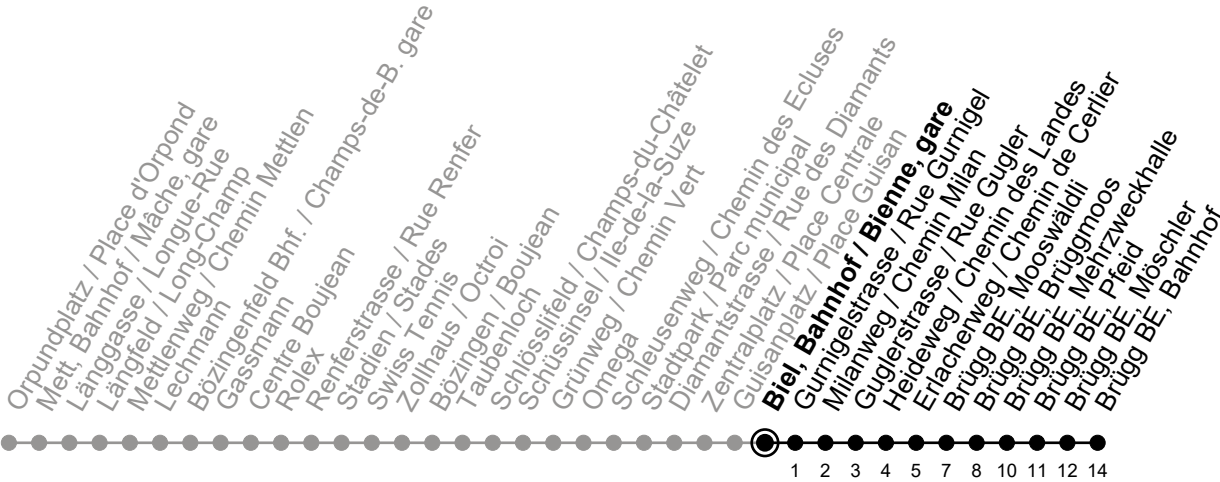 Orpundplatz / Place d'Orpond
Mett, Bahnhof / Mâche, gare
Länggasse / Longue-Rue
Längfeld / Long-Champ
Mettlenweg / Chemin Mettlen
Lechmann
Bözingenfeld Bhf. / Champs-de-B. gare
Gassmann
Centre Boujean
Rolex
Renferstrasse / Rue Renfer
Stadien / Stades
Swiss Tennis
Zollhaus / Octroi
Bözingen / Boujean
Taubenloch
Schlösslifeld / Champs-du-Châtelet
Schüssinsel / Ile-de-la-Suze
Grünweg / Chemin Vert
Omega
Schleusenweg / Chemin des Ecluses
Stadtpark / Parc municipal
Diamantstrasse / Rue des Diamants
Zentralplatz / Place Centrale
Guisanplatz / Place Guisan
Biel, Bahnhof / Bienne, gare
Gurnigelstrasse / Rue Gurnigel
Milanweg / Chemin Milan
Guglerstrasse / Rue Gugler
Heideweg / Chemin des Landes
Erlacherweg / Chemin de Cerlier
Brügg BE, Mooswäldli
Brügg BE, Brüggmoos
Brügg BE, Mehrzweckhalle
Brügg BE, Pfeid
Brügg BE, Möschler
Brügg BE, Bahnhof
1 2 3 4 5 7 8 10 11 12 14